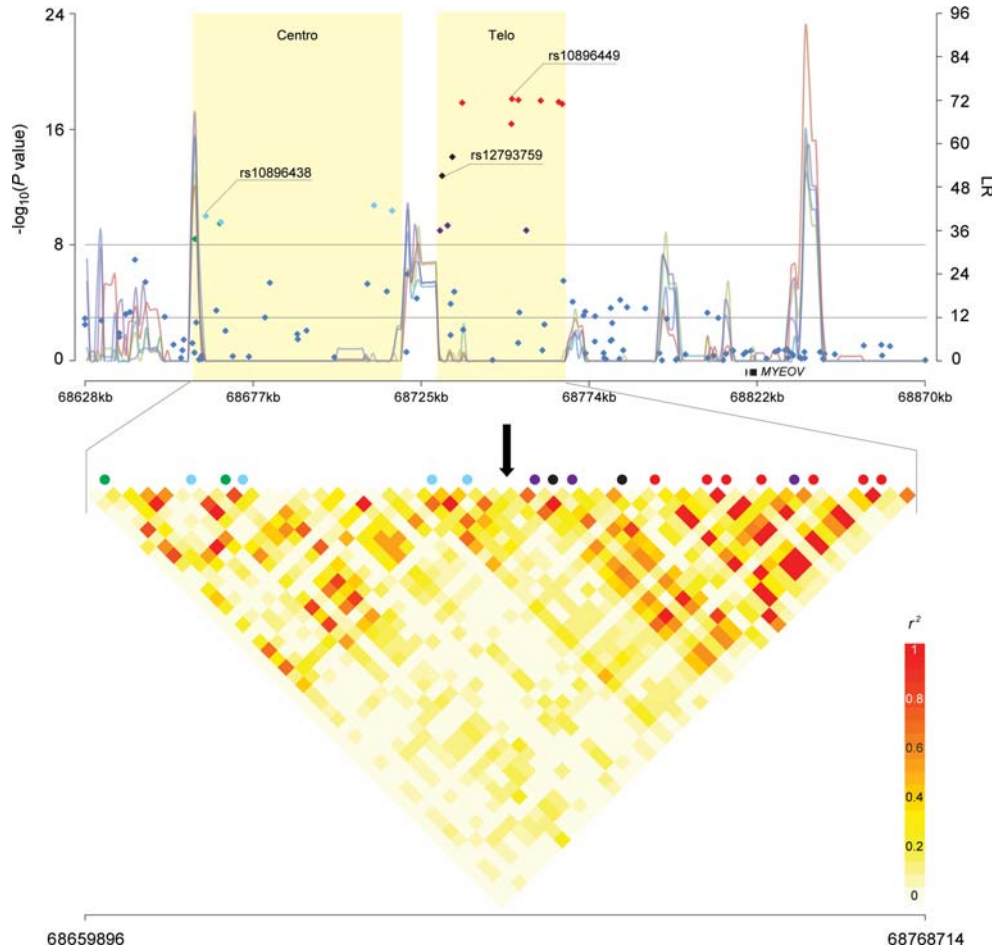 24
16
8
0
-log10(P value)
Centro
Telo
rs10896449
rs12793759
rs10896438
96
84
72
60
48
36
24
12
0
LR
MYEOV
68628kb 68677kb 68725kb 68774kb 68822kb 68870kb
r²
1
0.8
0.6
0.4
0.2
0
68659896 68768714